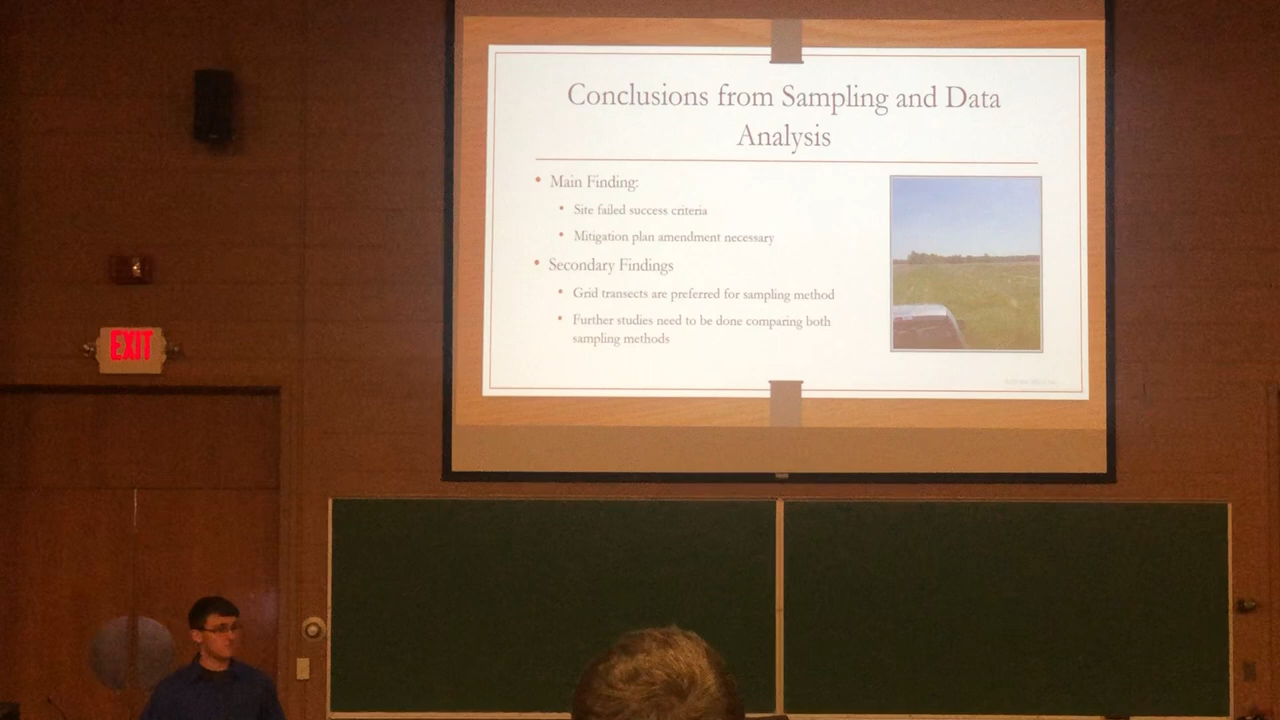 Conclusions from Sampling and Data
Analysis
• Main Finding:
• Site failed success criteria
• Mitigation plan amendment necessary
• Secondary Findings
• Grid transects are preferred for sampling method
• Further studies need to be done comparing both
sampling methods
EXIT